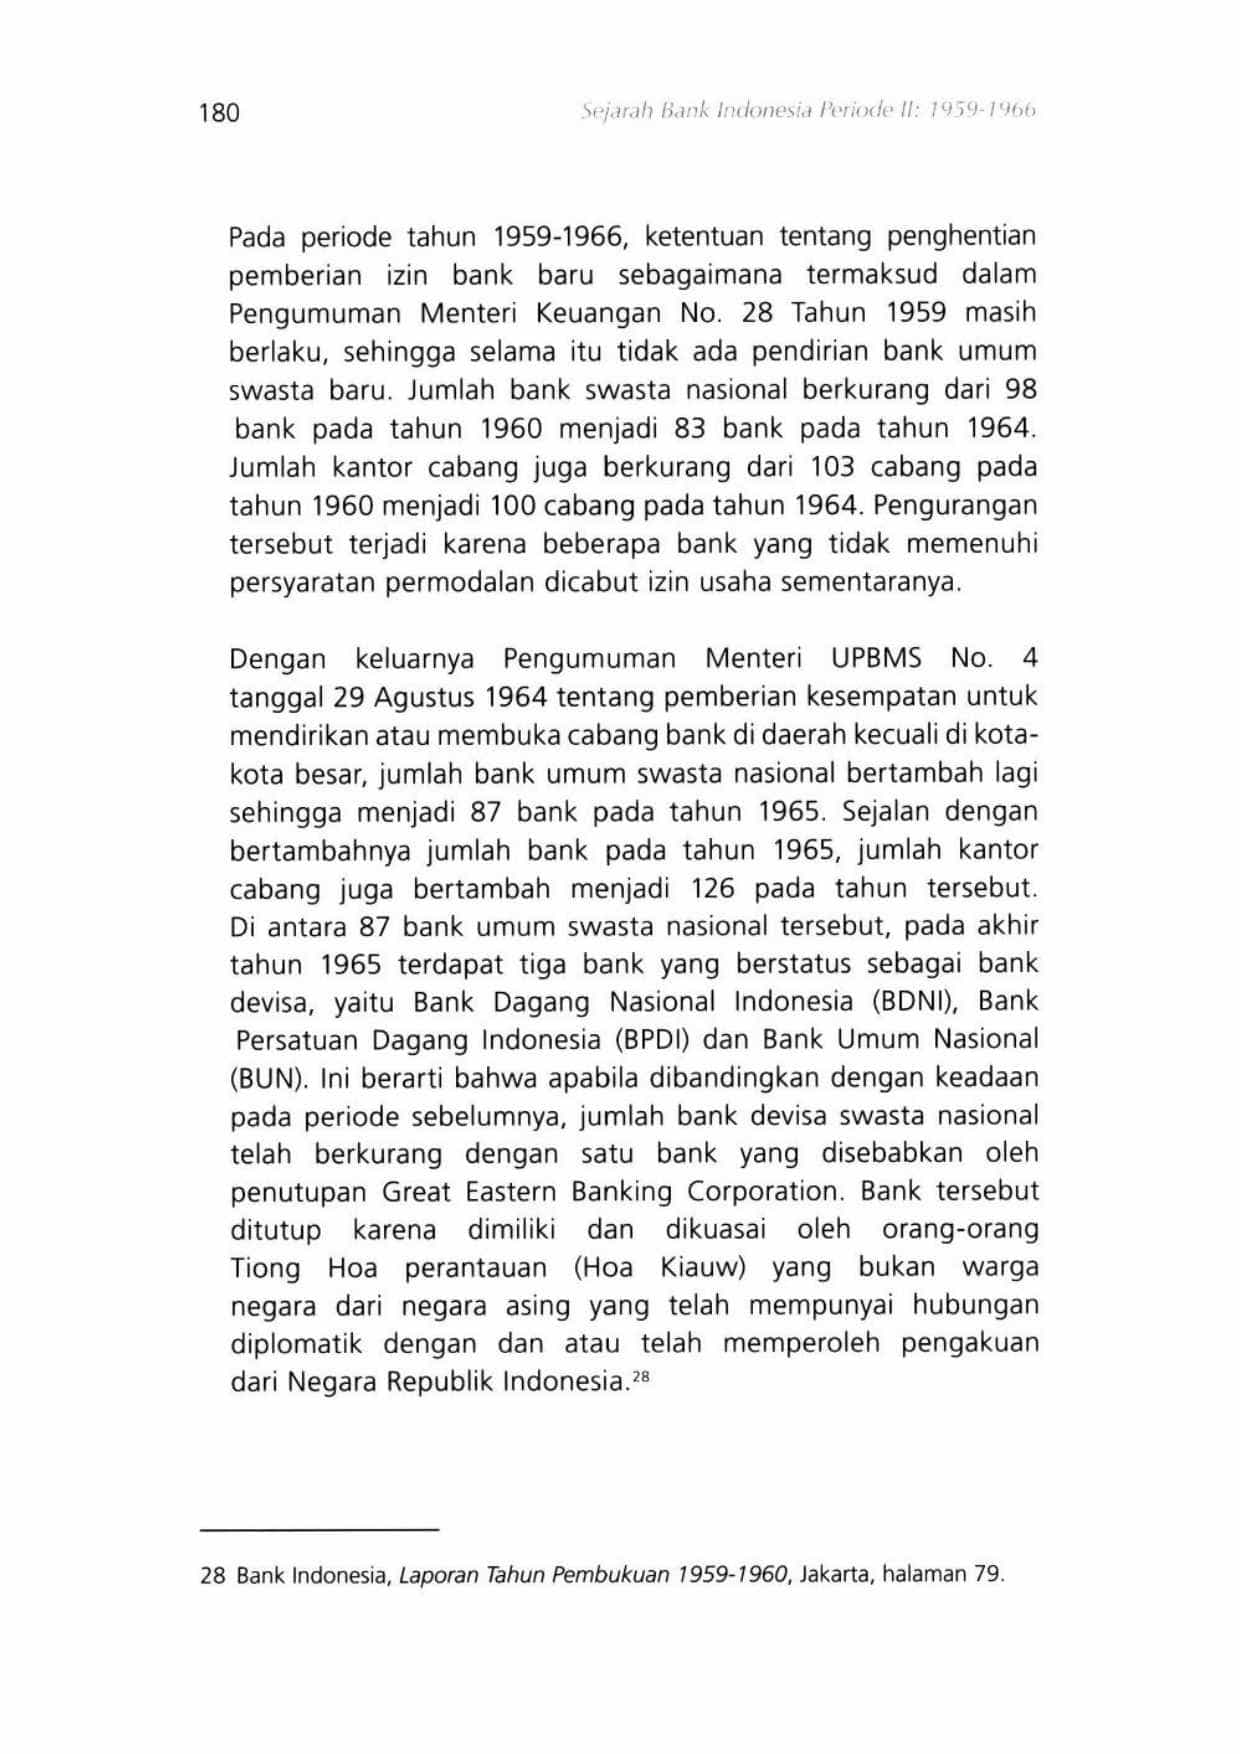 180
Sejarah Bank Indonesia Periode II: 1959-1966
Pada periode tahun 1959-1966, ketentuan tentang penghentian
pemberian izin bank baru sebagaimana termaksud dalam
Pengumuman Menteri Keuangan No. 28 Tahun 1959 masih
berlaku, sehingga selama itu tidak ada pendirian bank umum
swasta baru. Jumlah bank swasta nasional berkurang dari 98
bank pada tahun 1960 menjadi 83 bank pada tahun 1964.
Jumlah kantor cabang juga berkurang dari 103 cabang pada
tahun 1960 menjadi 100 cabang pada tahun 1964. Pengurangan
tersebut terjadi karena beberapa bank yang tidak memenuhi
persyaratan permodalan dicabut izin usaha sementaranya.
Dengan keluarnya Pengumuman Menteri UPBMS No. 4
tanggal 29 Agustus 1964 tentang pemberian kesempatan untuk
mendirikan atau membuka cabang bank di daerah kecuali di kota-
kota besar, jumlah bank umum swasta nasional bertambah lagi
sehingga menjadi 87 bank pada tahun 1965. Sejalan dengan
bertambahnya jumlah bank pada tahun 1965, jumlah kantor
cabang juga bertambah menjadi 126 pada tahun tersebut.
Di antara 87 bank umum swasta nasional tersebut, pada akhir
tahun 1965 terdapat tiga bank yang berstatus sebagai bank
devisa, yaitu Bank Dagang Nasional Indonesia (BDNI), Bank
Persatuan Dagang Indonesia (BPDI) dan Bank Umum Nasional
(BUN). Ini berarti bahwa apabila dibandingkan dengan keadaan
pada periode sebelumnya, jumlah bank devisa swasta nasional
telah berkurang dengan satu bank yang disebabkan oleh
penutupan Great Eastern Banking Corporation. Bank tersebut
ditutup karena dimiliki dan dikuasai oleh orang-orang
Tiong Hoa perantauan (Hoa Kiauw) yang bukan warga
negara dari negara asing yang telah mempunyai hubungan
diplomatik dengan dan atau telah memperoleh pengakuan
dari Negara Republik Indonesia.²⁸
28 Bank Indonesia, Laporan Tahun Pembukuan 1959-1960, Jakarta, halaman 79.